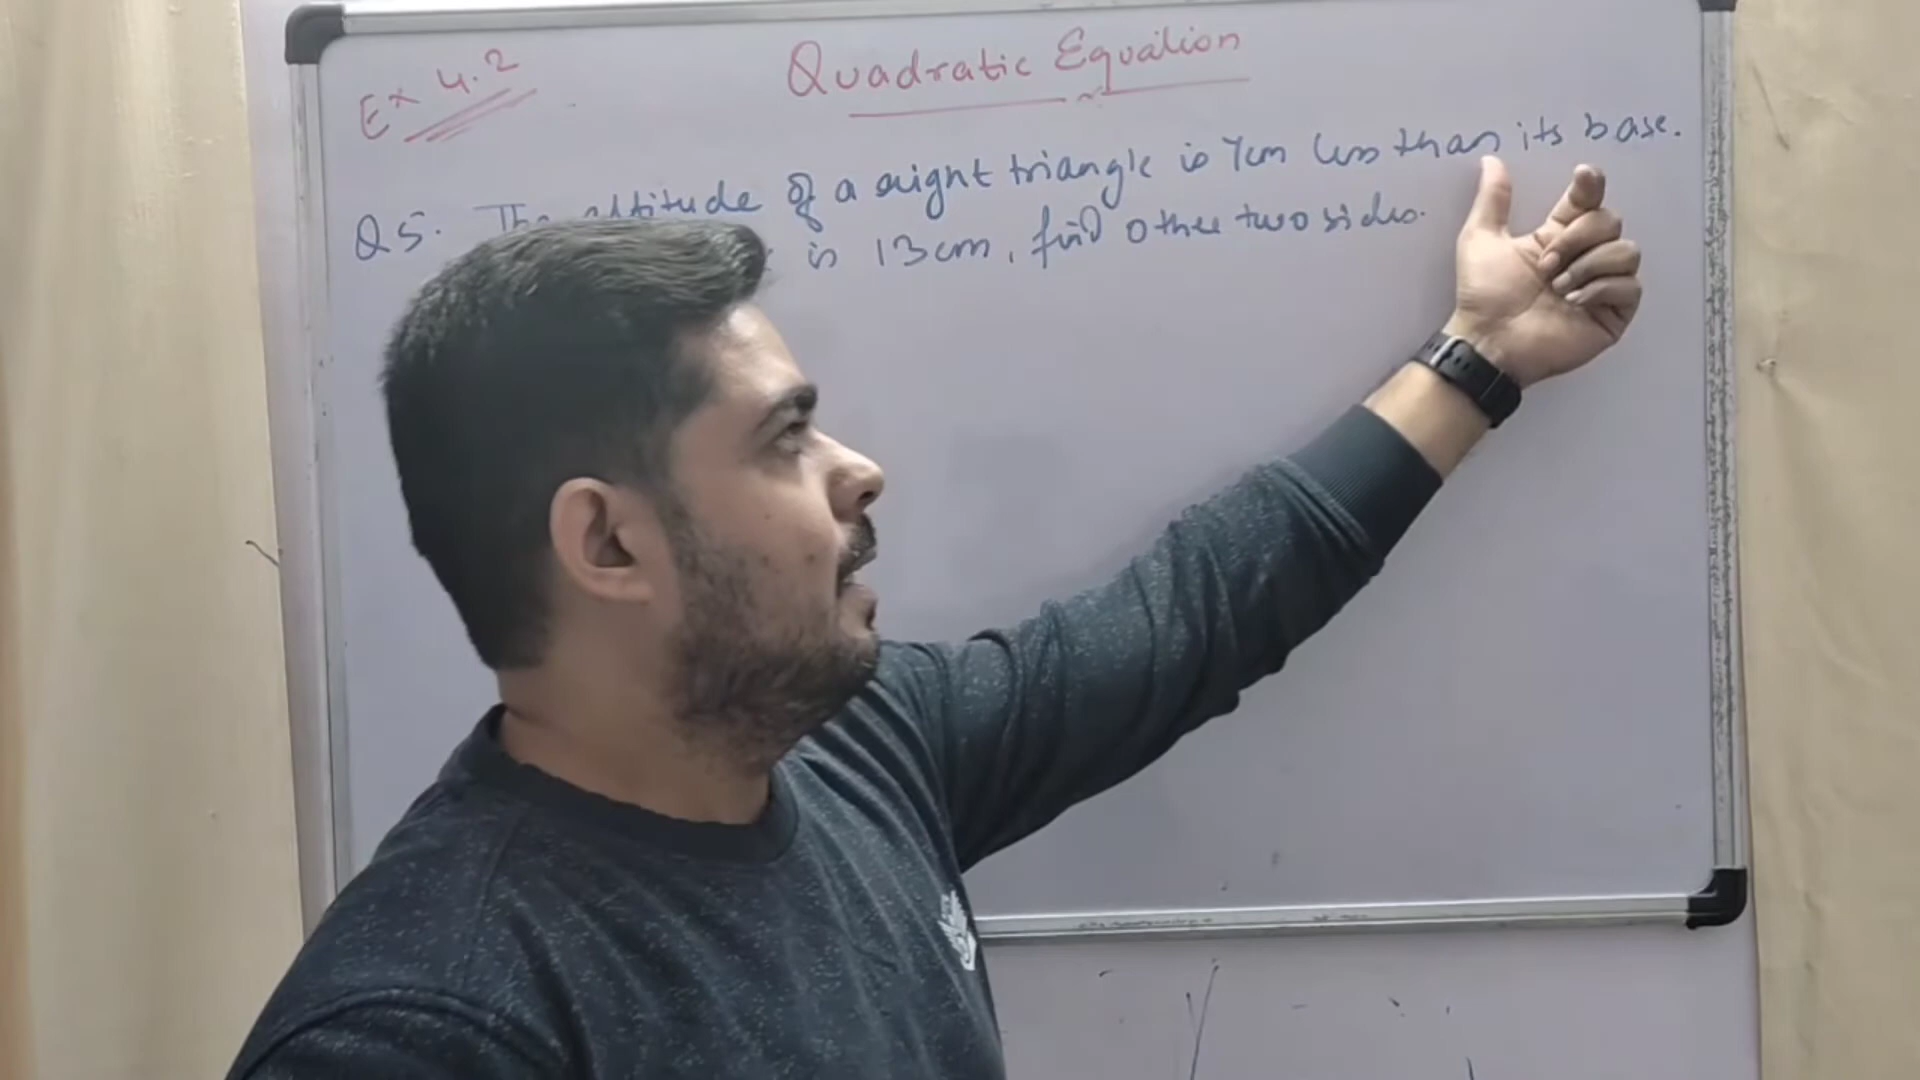 Ex 4.2
Quadratic Equation
Q5. The altitude of a right triangle is 7cm less than its base.
is 13cm, find other two sides.